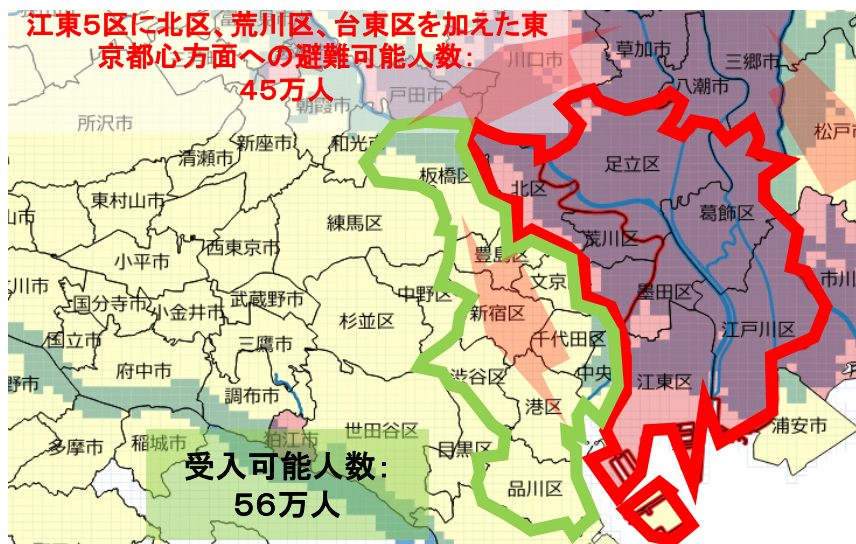 江東5区に北区、荒川区、台東区を加えた東
京都心方面への避難可能人数:
45万人
草加市
三郷市
川口市
八潮市
戸田市
朝霞市
所沢市
松戸市
和光市
新座市
清瀬市
足立区
板橋区
北区
東村山市
葛飾区
練馬区
荒川区
西東京市
豊島区
小平市
文京
市川
墨田区
国分寺市
小金井市
武蔵野市
中野区
新宿区
杉並区
千代田区
江戸川区
国立市
三鷹市
府中市
中央
江東区
渋谷区
調布市
港区
浦安市
世田谷区
狛江市
多摩市
稲城市
目黒区
品川区
受入可能人数:
56万人